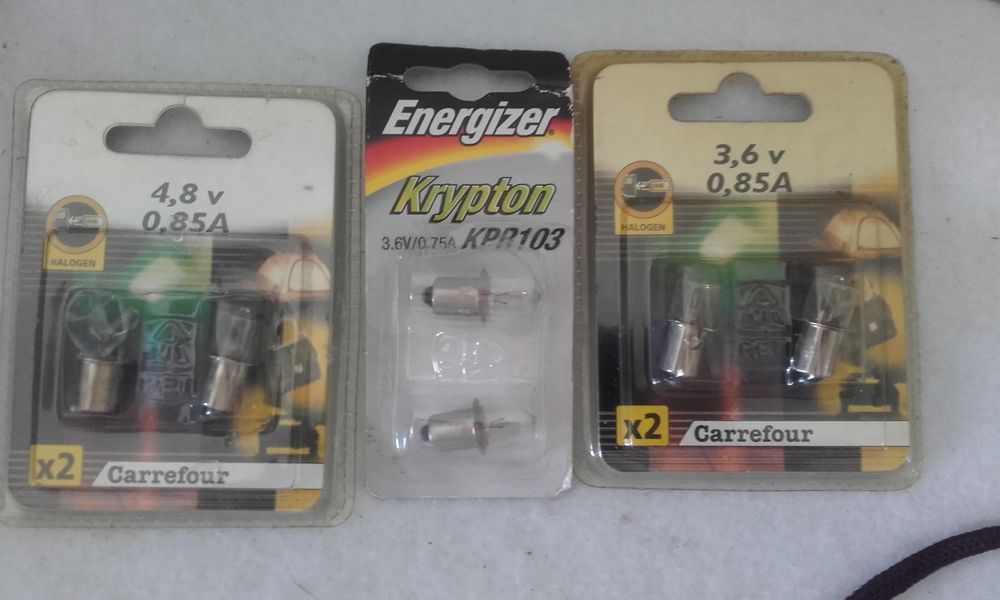 4,8 v
0,85A
HALOGEN
x2
Carrefour
Energizer
Krypton
3.6V/0.75A KPR103
3,6 v
0,85A
HALOGEN
x2
Carrefour